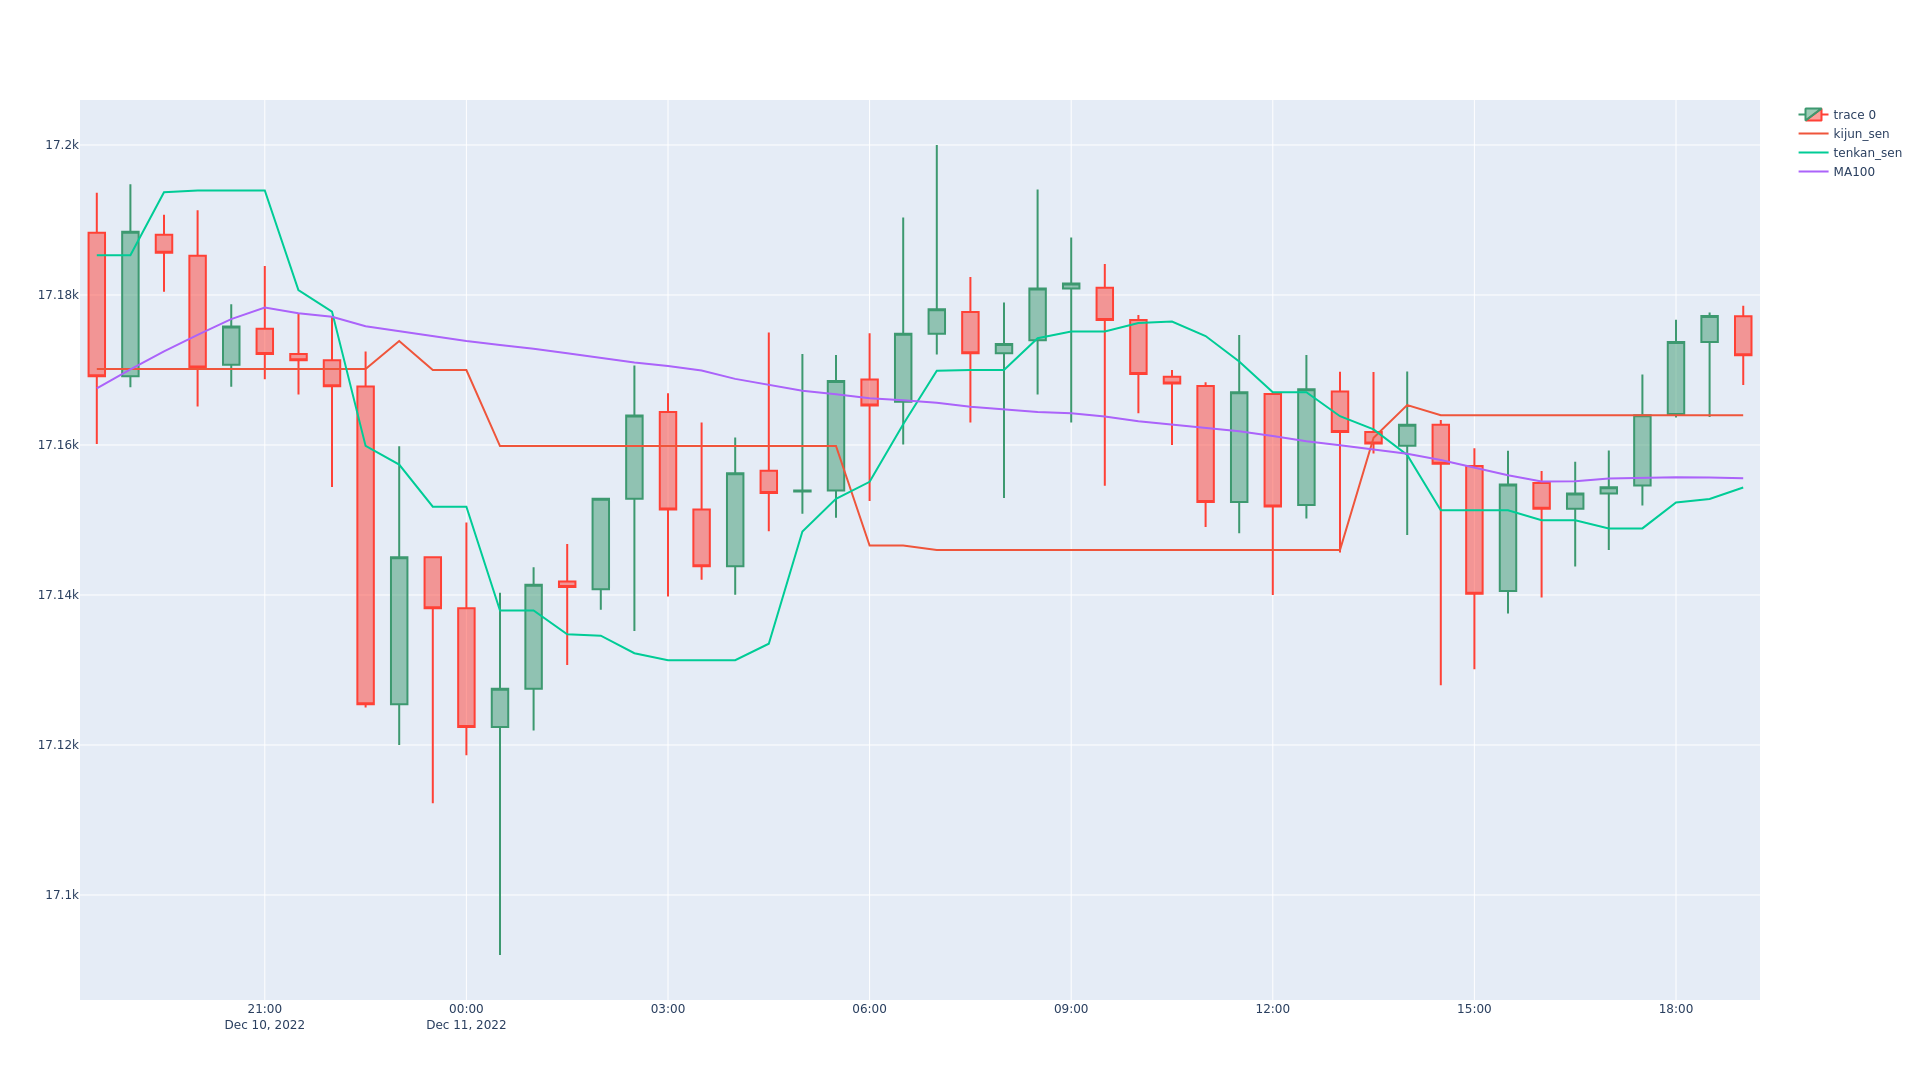 trace 0
kijun_sen
tenkan_sen
MA100
17.2k
17.18k
17.16k
17.14k
17.12k
17.1k
21:00
Dec 10, 2022
00:00
Dec 11, 2022
03:00
06:00
09:00
12:00
15:00
18:00